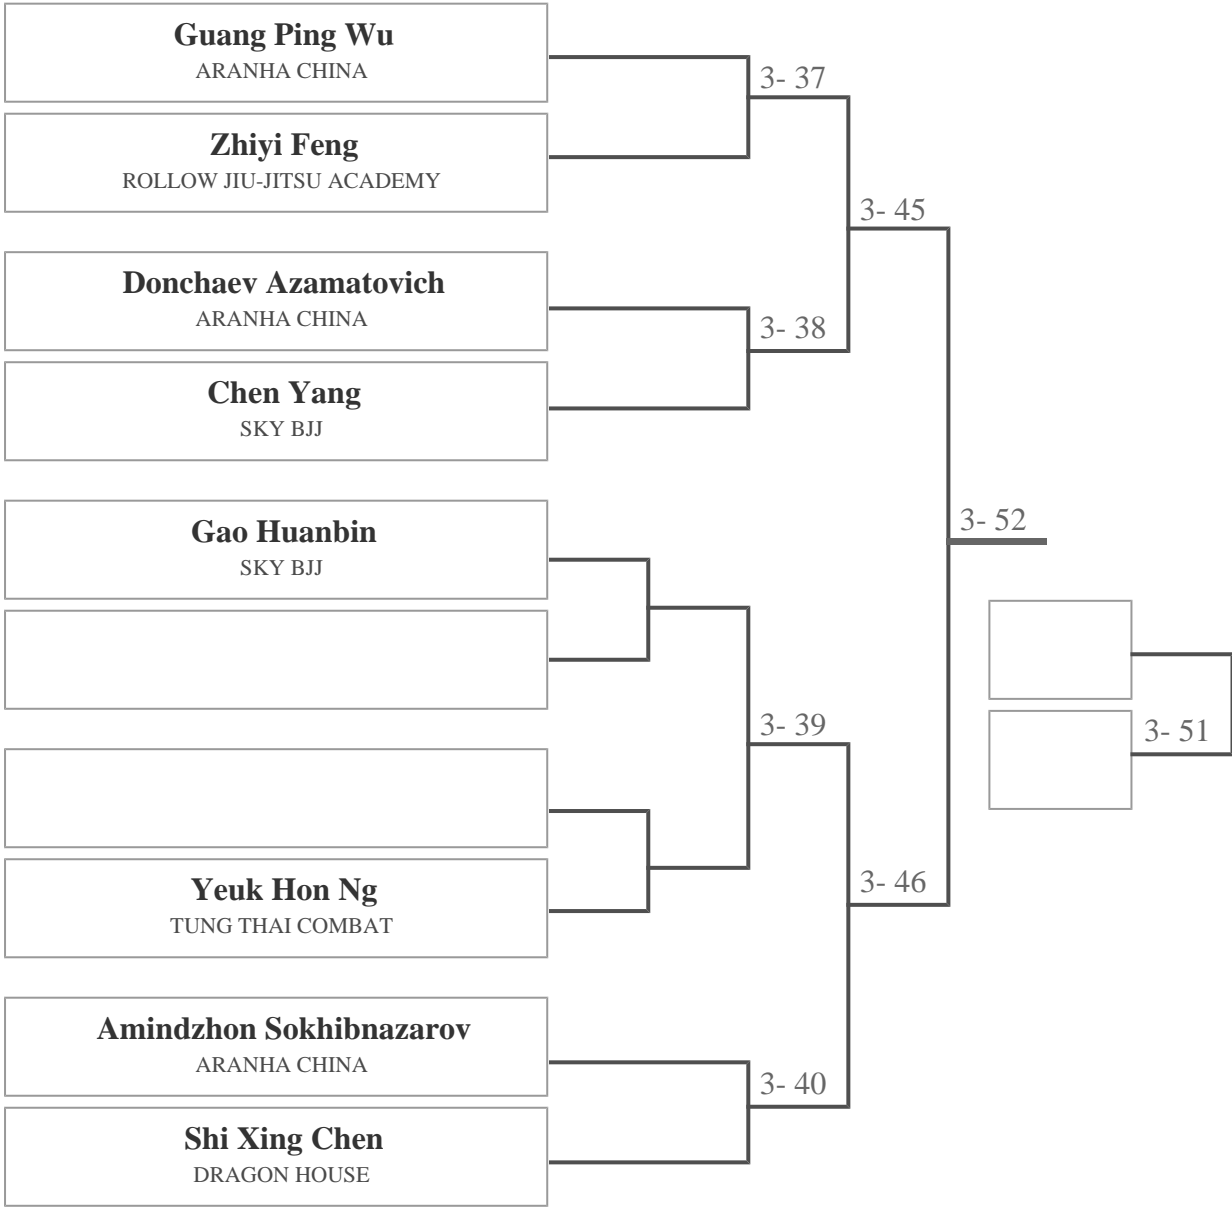 Guang Ping Wu
ARANHA CHINA
3- 37
Zhiyi Feng
ROLLOW JIU-JITSU ACADEMY
3- 45
Donchaev Azamatovich
ARANHA CHINA
3- 38
Chen Yang
SKY BJJ
Gao Huanbin
SKY BJJ
3- 52
3- 39
3- 51
Yeuk Hon Ng
TUNG THAI COMBAT
3- 46
Amindzhon Sokhibnazarov
ARANHA CHINA
3- 40
Shi Xing Chen
DRAGON HOUSE